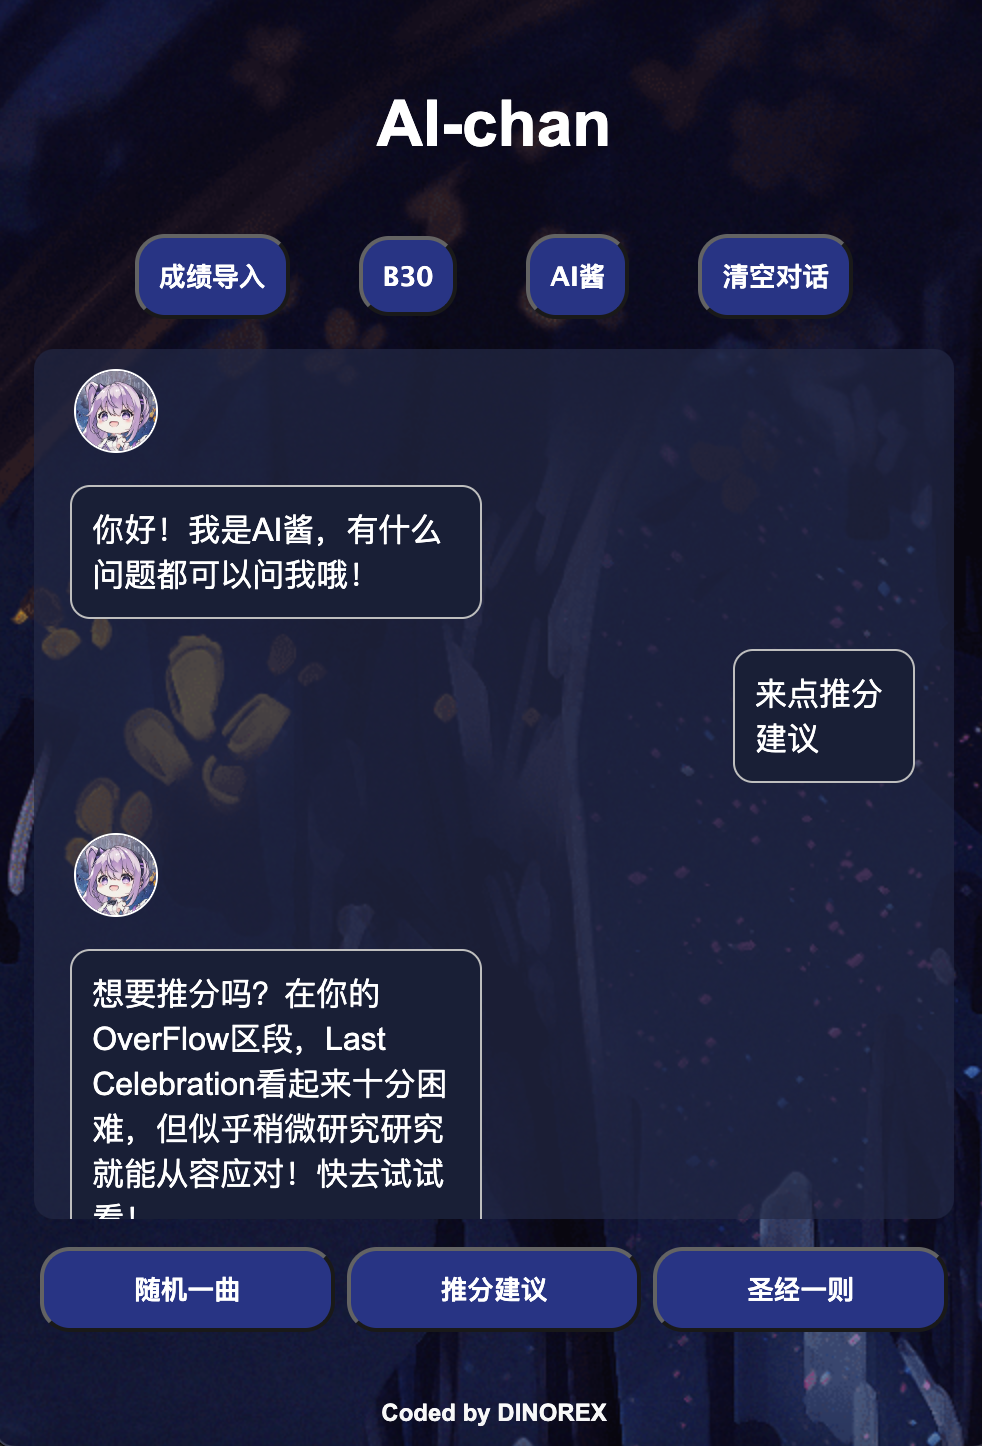 AI-chan
成绩导入
B30
AI酱
清空对话
你好！我是AI酱，有什么
问题都可以问我哦！
来点推分
建议
想要推分吗？在你的
OverFlow区段，Last
Celebration看起来十分困
难，但似乎稍微研究研究
就能从容应对！快去试试
看！
随机一曲
推分建议
圣经一则
Coded by DINOREX